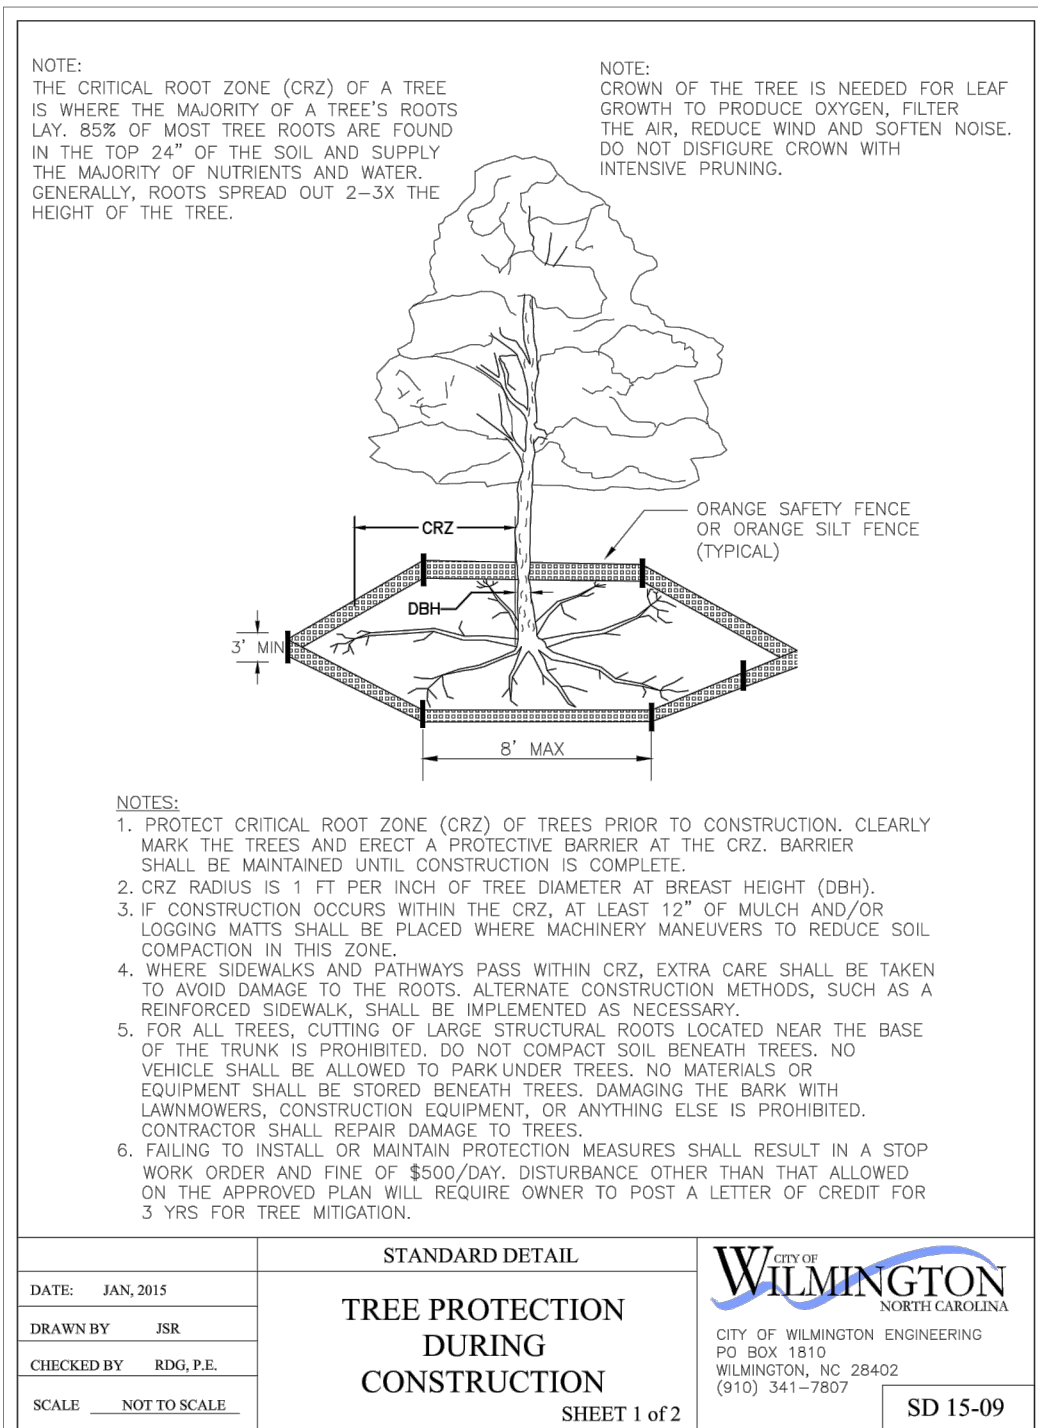 NOTE:
THE CRITICAL ROOT ZONE (CRZ) OF A TREE
IS WHERE THE MAJORITY OF A TREE'S ROOTS
LAY. 85% OF MOST TREE ROOTS ARE FOUND
IN THE TOP 24" OF THE SOIL AND SUPPLY
THE MAJORITY OF NUTRIENTS AND WATER.
GENERALLY, ROOTS SPREAD OUT 2-3X THE
HEIGHT OF THE TREE.
NOTE:
CROWN OF THE TREE IS NEEDED FOR LEAF
GROWTH TO PRODUCE OXYGEN, FILTER
THE AIR, REDUCE WIND AND SOFTEN NOISE.
DO NOT DISFIGURE CROWN WITH
INTENSIVE PRUNING.
ORANGE SAFETY FENCE
OR ORANGE SILT FENCE
(TYPICAL)
CRZ
DBH
3' MIN
8' MAX
NOTES:
1. PROTECT CRITICAL ROOT ZONE (CRZ) OF TREES PRIOR TO CONSTRUCTION. CLEARLY
MARK THE TREES AND ERECT A PROTECTIVE BARRIER AT THE CRZ. BARRIER
SHALL BE MAINTAINED UNTIL CONSTRUCTION IS COMPLETE.
2. CRZ RADIUS IS 1 FT PER INCH OF TREE DIAMETER AT BREAST HEIGHT (DBH).
3. IF CONSTRUCTION OCCURS WITHIN THE CRZ, AT LEAST 12" OF MULCH AND/OR
LOGGING MATTS SHALL BE PLACED WHERE MACHINERY MANEUVERS TO REDUCE SOIL
COMPACTION IN THIS ZONE.
4. WHERE SIDEWALKS AND PATHWAYS PASS WITHIN CRZ, EXTRA CARE SHALL BE TAKEN
TO AVOID DAMAGE TO THE ROOTS. ALTERNATE CONSTRUCTION METHODS, SUCH AS A
REINFORCED SIDEWALK, SHALL BE IMPLEMENTED AS NECESSARY.
5. FOR ALL TREES, CUTTING OF LARGE STRUCTURAL ROOTS LOCATED NEAR THE BASE
OF THE TRUNK IS PROHIBITED. DO NOT COMPACT SOIL BENEATH TREES. NO
VEHICLE SHALL BE ALLOWED TO PARK UNDER TREES. NO MATERIALS OR
EQUIPMENT SHALL BE STORED BENEATH TREES. DAMAGING THE BARK WITH
LAWNMOWERS, CONSTRUCTION EQUIPMENT, OR ANYTHING ELSE IS PROHIBITED.
CONTRACTOR SHALL REPAIR DAMAGE TO TREES.
6. FAILING TO INSTALL OR MAINTAIN PROTECTION MEASURES SHALL RESULT IN A STOP
WORK ORDER AND FINE OF $500/DAY. DISTURBANCE OTHER THAN THAT ALLOWED
ON THE APPROVED PLAN WILL REQUIRE OWNER TO POST A LETTER OF CREDIT FOR
3 YRS FOR TREE MITIGATION.
DATE: JAN, 2015
DRAWN BY JSR
CHECKED BY RDG, P.E.
SCALE NOT TO SCALE
STANDARD DETAIL
TREE PROTECTION
DURING
CONSTRUCTION
SHEET 1 of 2
CITY OF
WILMINGTON
NORTH CAROLINA
CITY OF WILMINGTON ENGINEERING
PO BOX 1810
WILMINGTON, NC 28402
(910) 341-7807
SD 15-09